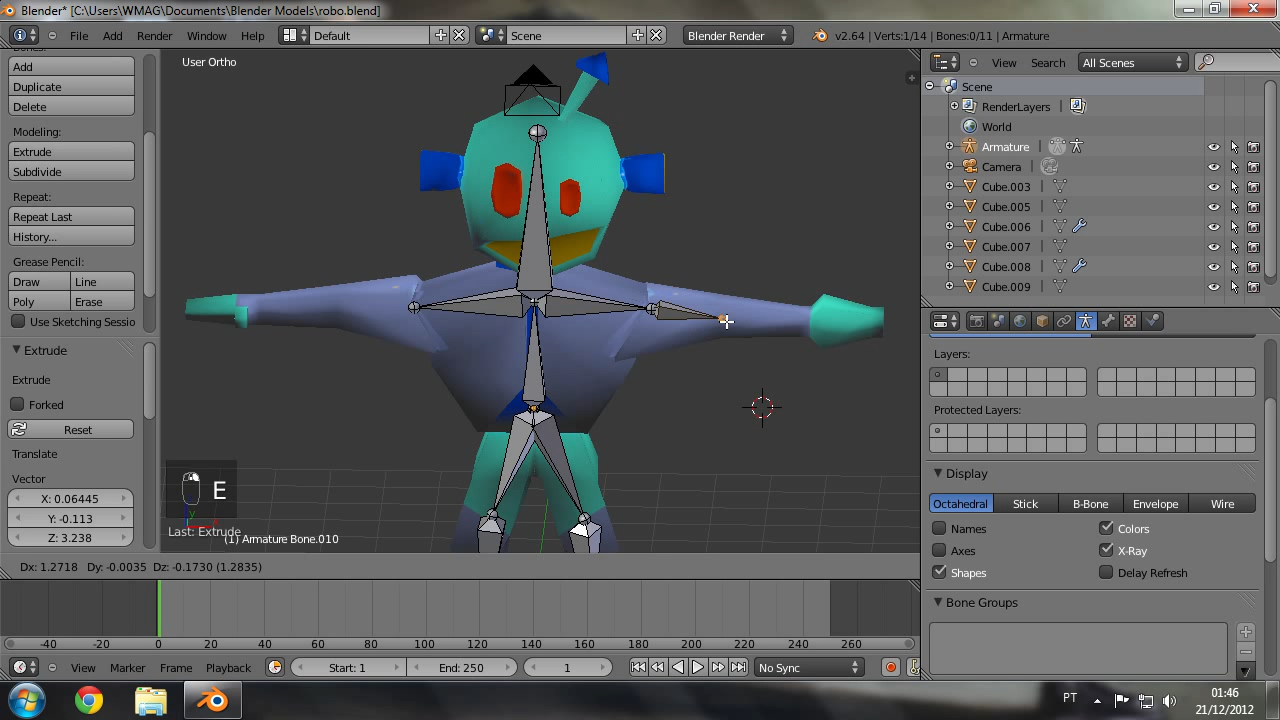 Blender* [C:\Users\WMAG\Documents\Blender Models\robo.blend]
File Add Render Window Help Default Scene Blender Render v2.64 | Verts:1/14 | Bones:0/11 | Armature
User Ortho
Add
Duplicate
Delete
Modeling:
Extrude
Subdivide
Repeat:
Repeat Last
History...
Grease Pencil:
Draw Line
Poly Erase
Use Sketching Sessio
Extrude
Extrude
Forked
Reset
Translate
Vector
X: 0.06445
Y: -0.113
Z: 3.238
E
Last: Extrude
(1) Armature Bone.010
Dx: 1.2718 Dy: -0.0035 Dz: -0.1730 (1.2835)
-40 -20 0 20 40 60 80 100 120 140 160 180 200 220 240 260
View Marker Frame Playback Start: 1 End: 250 1 No Sync
View Search All Scenes
Scene
RenderLayers
World
Armature
Camera
Cube.003
Cube.005
Cube.006
Cube.007
Cube.008
Cube.009
Layers:
Protected Layers:
Display
Octahedral Stick B-Bone Envelope Wire
Names Colors
Axes X-Ray
Shapes Delay Refresh
Bone Groups
PT 01:46
21/12/2012